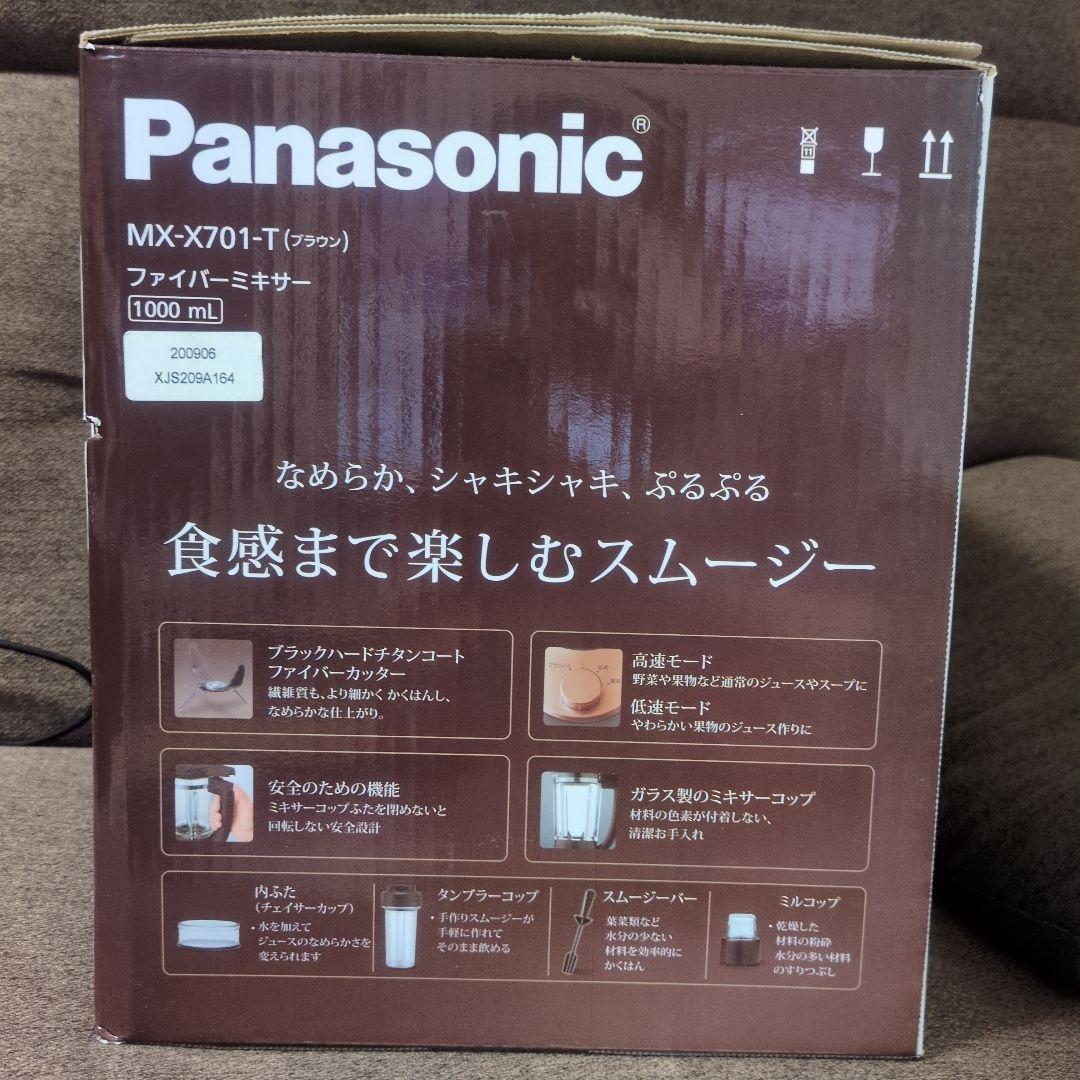 Panasonic®
MX-X701-T(ブラウン)
ファイバーミキサー
1000 mL
200906
XJS209A164
なめらか、シャキシャキ、ぷるぷる
食感まで楽しむスムージー
ブラックハードチタンコート
ファイバーカッター
繊維質も、より細かく かくはんし、
なめらかな仕上がり。
高速モード
野菜や果物など通常のジュースやスープに
低速モード
やわらかい果物のジュース作りに
安全のための機能
ミキサーコップふたを閉めないと
回転しない安全設計
ガラス製のミキサーコップ
材料の色素が付着しない、
清潔お手入れ
内ふた
(チェイサーカップ)
・水を加えて
ジュースのなめらかさを
変えられます
タンブラーコップ
・手作りスムージーが
手軽に作れて
そのまま飲める
スムージーバー
葉菜類など
水分の少ない
材料を効率的に
かくはん
ミルコップ
・乾燥した
材料の粉砕
水分の多い材料
のすりつぶし